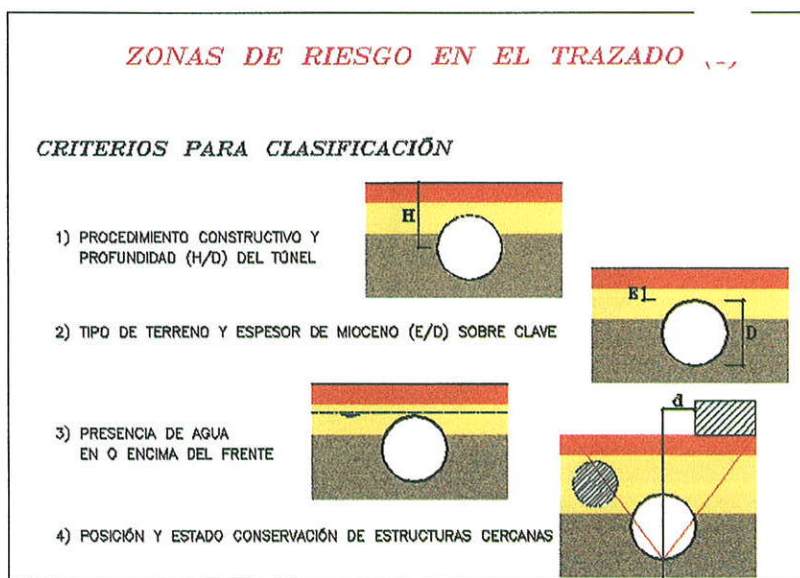 ZONAS DE RIESGO EN EL TRAZADO
CRITERIOS PARA CLASIFICACIÓN
H
1) PROCEDIMIENTO CONSTRUCTIVO Y
PROFUNDIDAD (H/D) DEL TÚNEL
E
D
2) TIPO DE TERRENO Y ESPESOR DE MIOCENO (E/D) SOBRE CLAVE
d
3) PRESENCIA DE AGUA
EN O ENCIMA DEL FRENTE
4) POSICIÓN Y ESTADO CONSERVACIÓN DE ESTRUCTURAS CERCANAS